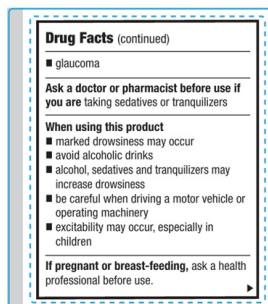 Drug Facts (continued)
■ glaucoma
Ask a doctor or pharmacist before use if
you are taking sedatives or tranquilizers
When using this product
■ marked drowsiness may occur
■ avoid alcoholic drinks
■ alcohol, sedatives and tranquilizers may
increase drowsiness
■ be careful when driving a motor vehicle or
operating machinery
■ excitability may occur, especially in
children
If pregnant or breast-feeding, ask a health
professional before use.